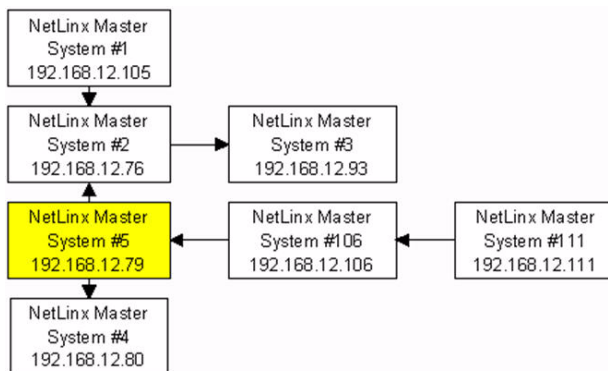 NetLinx Master
System #1
192.168.12.105
NetLinx Master
System #2
192.168.12.76
NetLinx Master
System #3
192.168.12.93
NetLinx Master
System #5
192.168.12.79
NetLinx Master
System #106
192.168.12.106
NetLinx Master
System #111
192.168.12.111
NetLinx Master
System #4
192.168.12.80